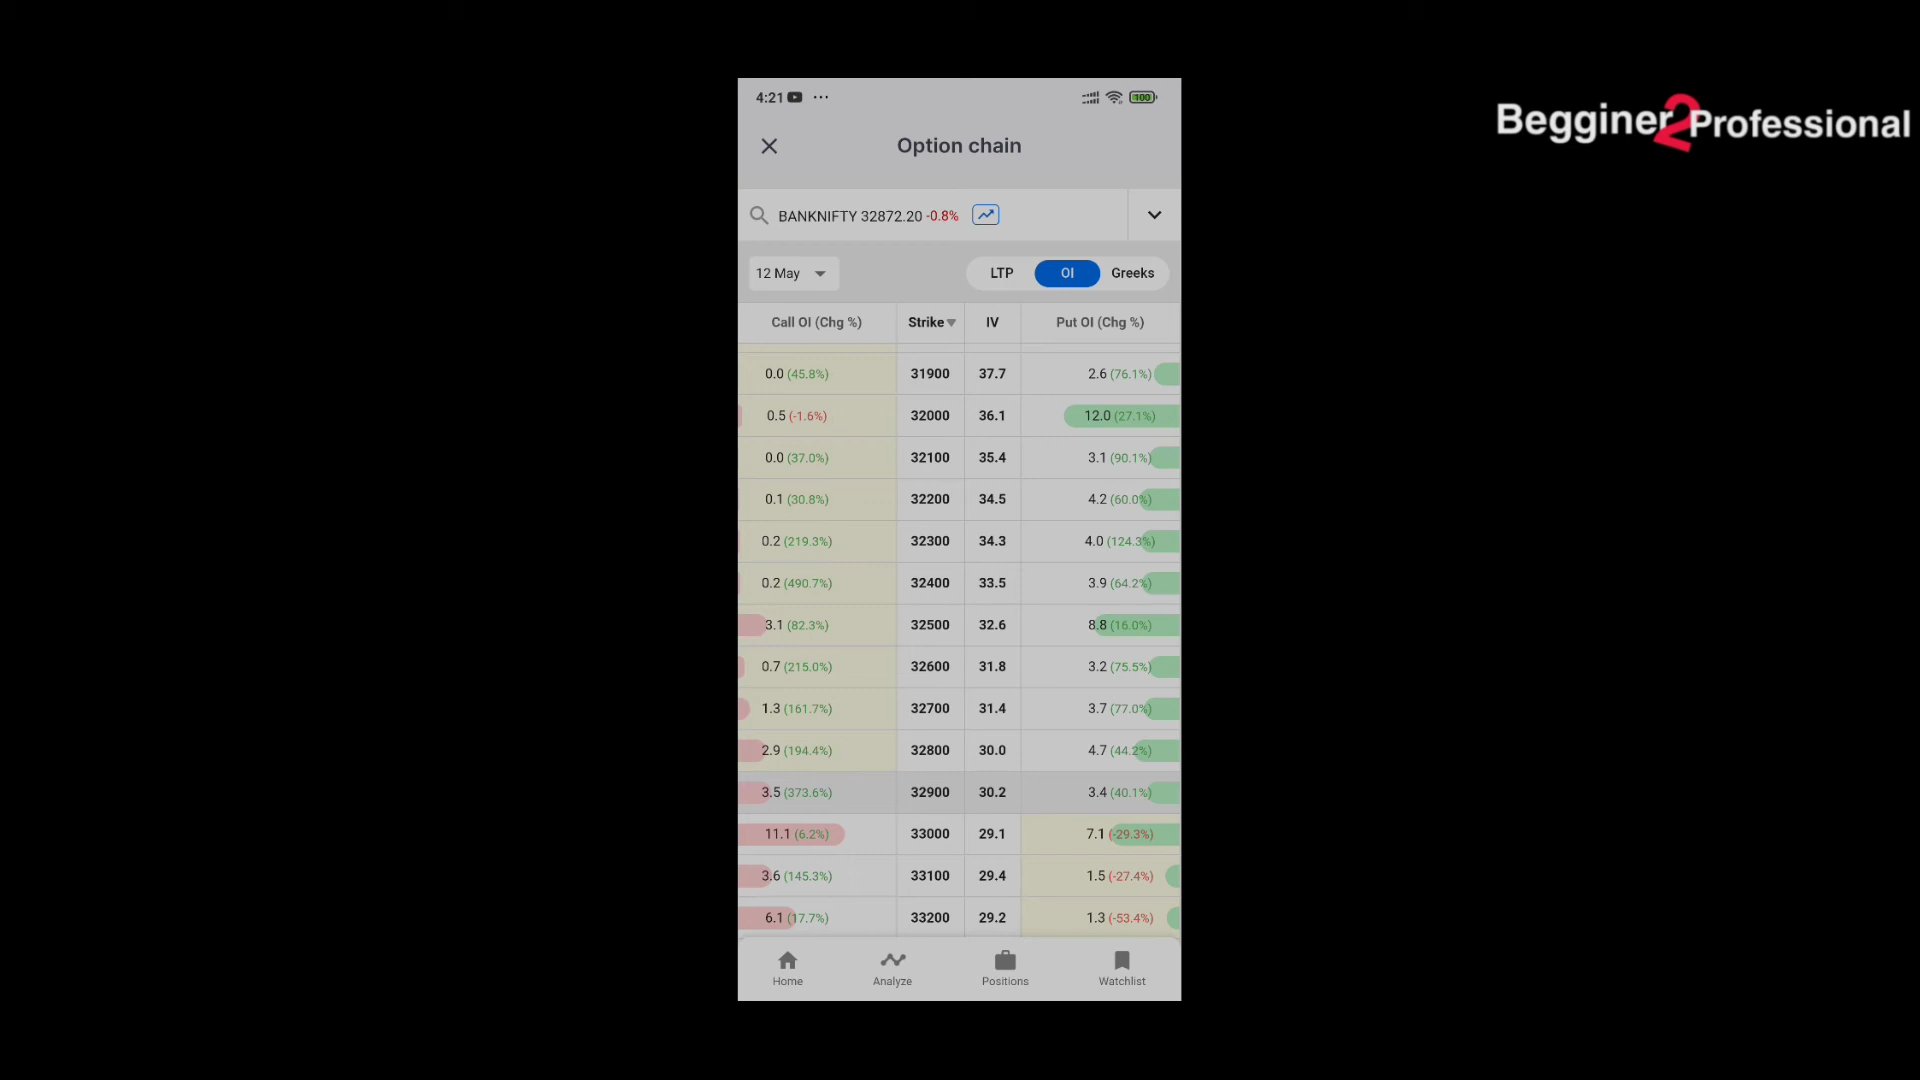 Begginer2Professional
4:21 ... 100
Option chain
BANKNIFTY 32872.20 -0.8%
12 May LTP OI Greeks
Call OI (Chg %) Strike IV Put OI (Chg %)
0.0 (45.8%) 31900 37.7 2.6 (76.1%)
0.5 (-1.6%) 32000 36.1 12.0 (27.1%)
0.0 (37.0%) 32100 35.4 3.1 (90.1%)
0.1 (30.8%) 32200 34.5 4.2 (60.0%)
0.2 (219.3%) 32300 34.3 4.0 (124.3%)
0.2 (490.7%) 32400 33.5 3.9 (64.2%)
3.1 (82.3%) 32500 32.6 8.8 (16.0%)
0.7 (215.0%) 32600 31.8 3.2 (75.5%)
1.3 (161.7%) 32700 31.4 3.7 (77.0%)
2.9 (194.4%) 32800 30.0 4.7 (44.2%)
3.5 (373.6%) 32900 30.2 3.4 (40.1%)
11.1 (6.2%) 33000 29.1 7.1 (-29.3%)
3.6 (145.3%) 33100 29.4 1.5 (-27.4%)
6.1 (17.7%) 33200 29.2 1.3 (-53.4%)
Home Analyze Positions Watchlist